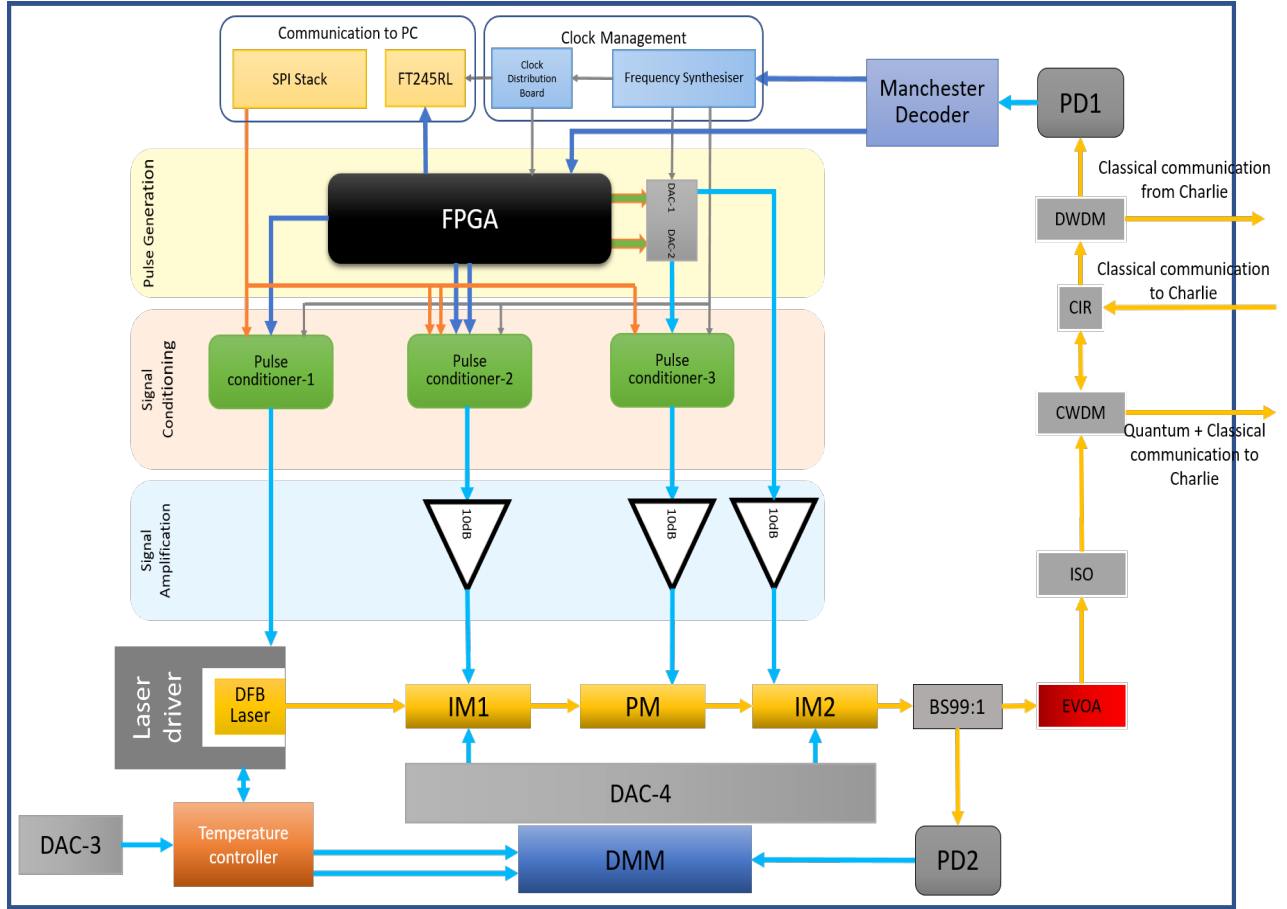 Communication to PC
Clock Management
SPI Stack
FT245RL
Clock
Distribution
Board
Frequency Synthesiser
Manchester
Decoder
PD1
Classical communication
from Charlie
Pulse Generation
FPGA
DAC-1
DAC-2
DWDM
Classical communication
to Charlie
CIR
Signal
Conditioning
Pulse
conditioner-1
Pulse
conditioner-2
Pulse
conditioner-3
CWDM
Quantum + Classical
communication to
Charlie
Signal
Amplification
10dB
10dB
10dB
ISO
Laser
driver
DFB
Laser
IM1
PM
IM2
BS99:1
EVOA
DAC-4
DAC-3
Temperature
controller
DMM
PD2